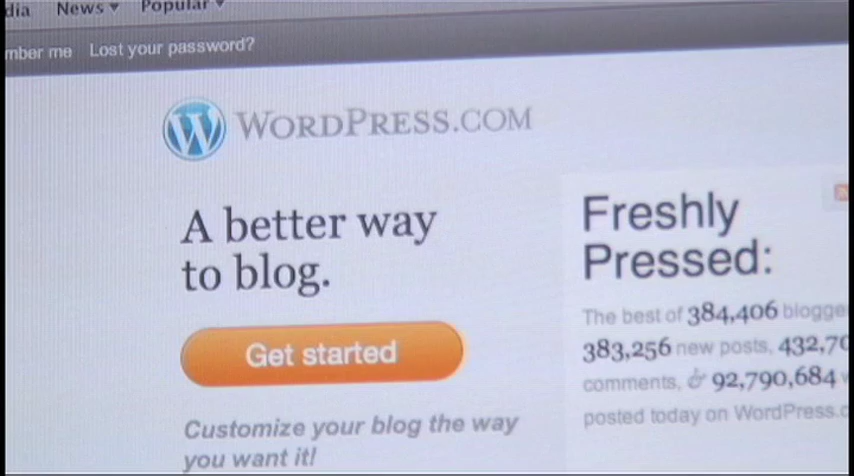 News Popular
Lost your password?
WORDPRESS.COM
A better way
to blog.
Get started
Customize your blog the way
you want it!
Freshly
Pressed:
The best of 384,406
383,256 new posts,
comments, & 92,790,684
posted today on